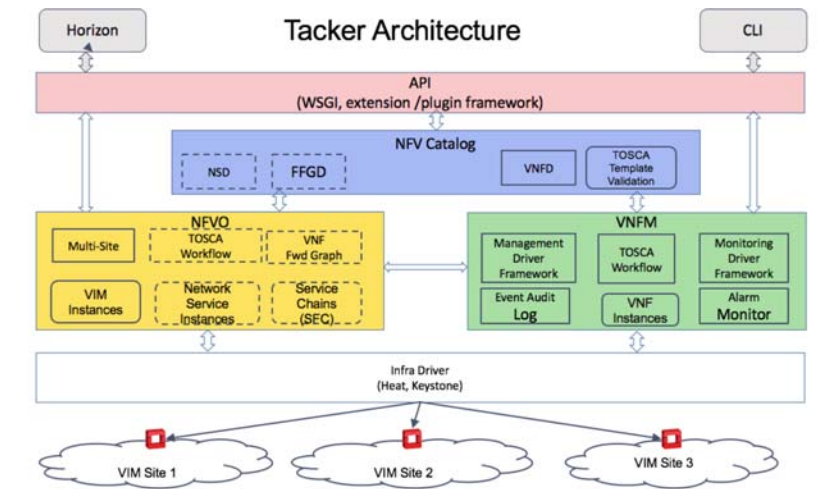 Horizon
Tacker Architecture
CLI
API
(WSGI, extension /plugin framework)
NFV Catalog
NSD
FFGD
VNFD
TOSCA
Template
Validation
NFVO
Multi-Site
TOSCA
Workflow
VNF
Fwd Graph
VIM
Instances
Network
Service
Instances
Service
Chains
(SEC)
VNFM
Management
Driver
Framework
TOSCA
Workflow
Monitoring
Driver
Framework
Event Audit
Log
VNF
Instances
Alarm
Monitor
Infra Driver
(Heat, Keystone)
VIM Site 1
VIM Site 2
VIM Site 3